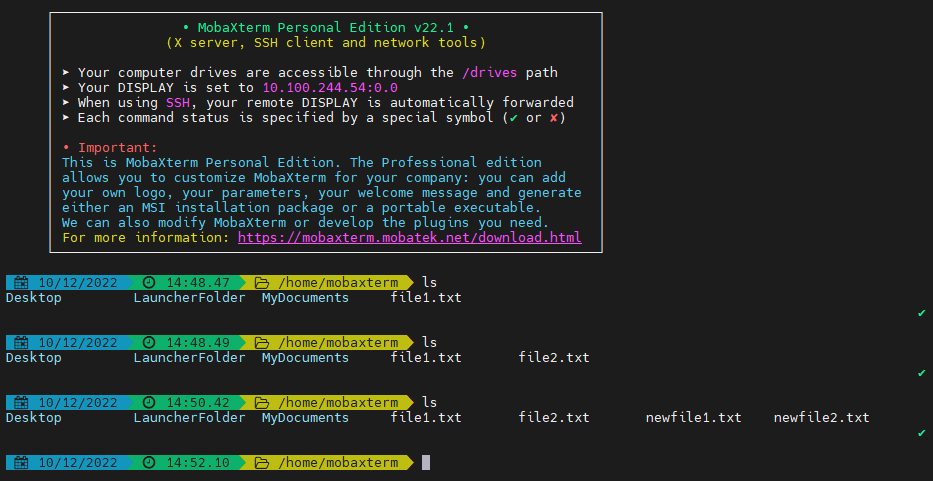 • MobaXterm Personal Edition v22.1 •
(X server, SSH client and network tools)
➤ Your computer drives are accessible through the /drives path
➤ Your DISPLAY is set to 10.100.244.54:0.0
➤ When using SSH, your remote DISPLAY is automatically forwarded
➤ Each command status is specified by a special symbol (✔ or ✘)
• Important:
This is MobaXterm Personal Edition. The Professional edition
allows you to customize MobaXterm for your company: you can add
your own logo, your parameters, your welcome message and generate
either an MSI installation package or a portable executable.
We can also modify MobaXterm or develop the plugins you need.
For more information: https://mobaxterm.mobatek.net/download.html
10/12/2022 14:48.47 /home/mobaxterm ls
Desktop LauncherFolder MyDocuments file1.txt
✔
10/12/2022 14:48.49 /home/mobaxterm ls
Desktop LauncherFolder MyDocuments file1.txt file2.txt
✔
10/12/2022 14:50.42 /home/mobaxterm ls
Desktop LauncherFolder MyDocuments file1.txt file2.txt newfile1.txt newfile2.txt
✔
10/12/2022 14:52.10 /home/mobaxterm